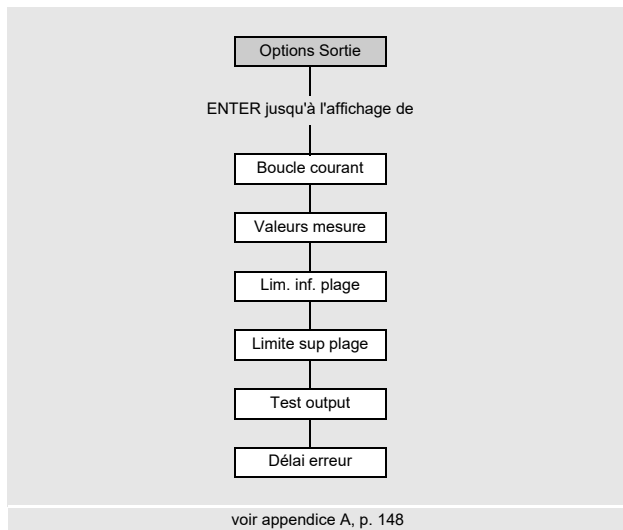 Options Sortie
ENTER jusqu'à l'affichage de
Boucle courant
Valeurs mesure
Lim. inf. plage
Limite sup plage
Test output
Délai erreur
voir appendice A, p. 148